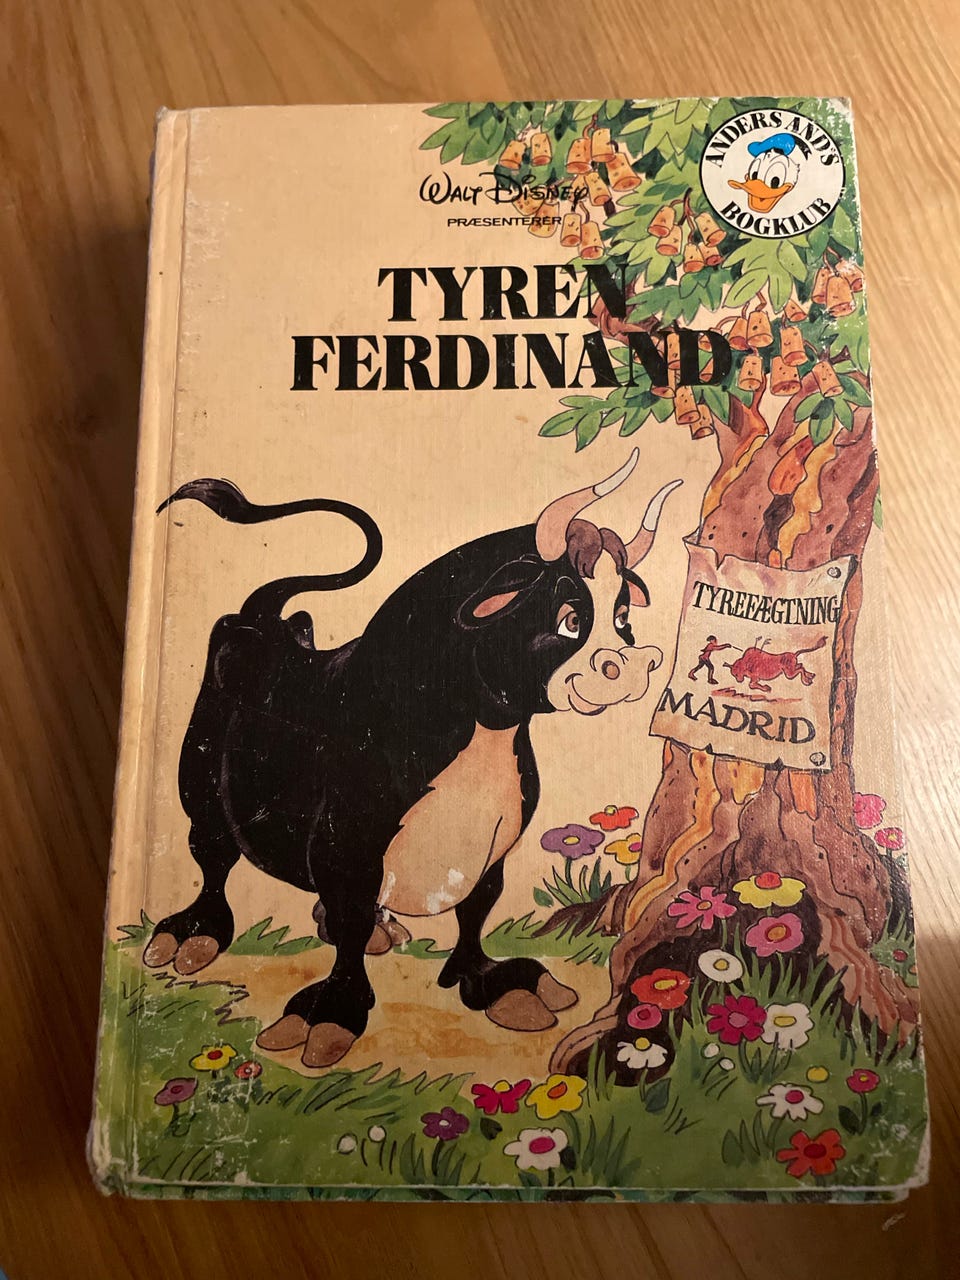 WALT DISNEY
PRÆSENTERER
TYREN
FERDINAND
ANDERS AND'S
BOGKLUB
TYREFÆGTNING
MADRID